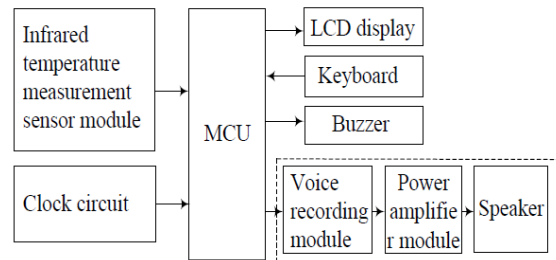 Infrared
temperature
measurement
sensor module
Clock circuit
MCU
LCD display
Keyboard
Buzzer
Voice
recording
module
Power
amplifie
r module
Speaker